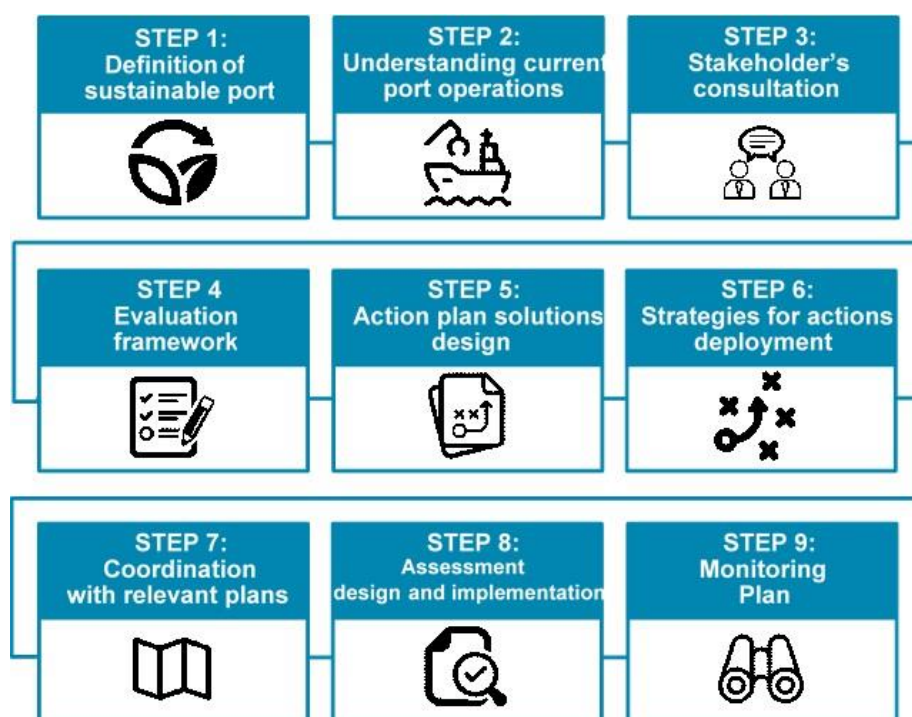 STEP 1:
Definition of
sustainable port
STEP 2:
Understanding current
port operations
STEP 3:
Stakeholder's
consultation
STEP 4
Evaluation
framework
STEP 5:
Action plan solutions
design
STEP 6:
Strategies for actions
deployment
STEP 7:
Coordination
with relevant plans
STEP 8:
Assessment
design and implementation
STEP 9:
Monitoring
Plan